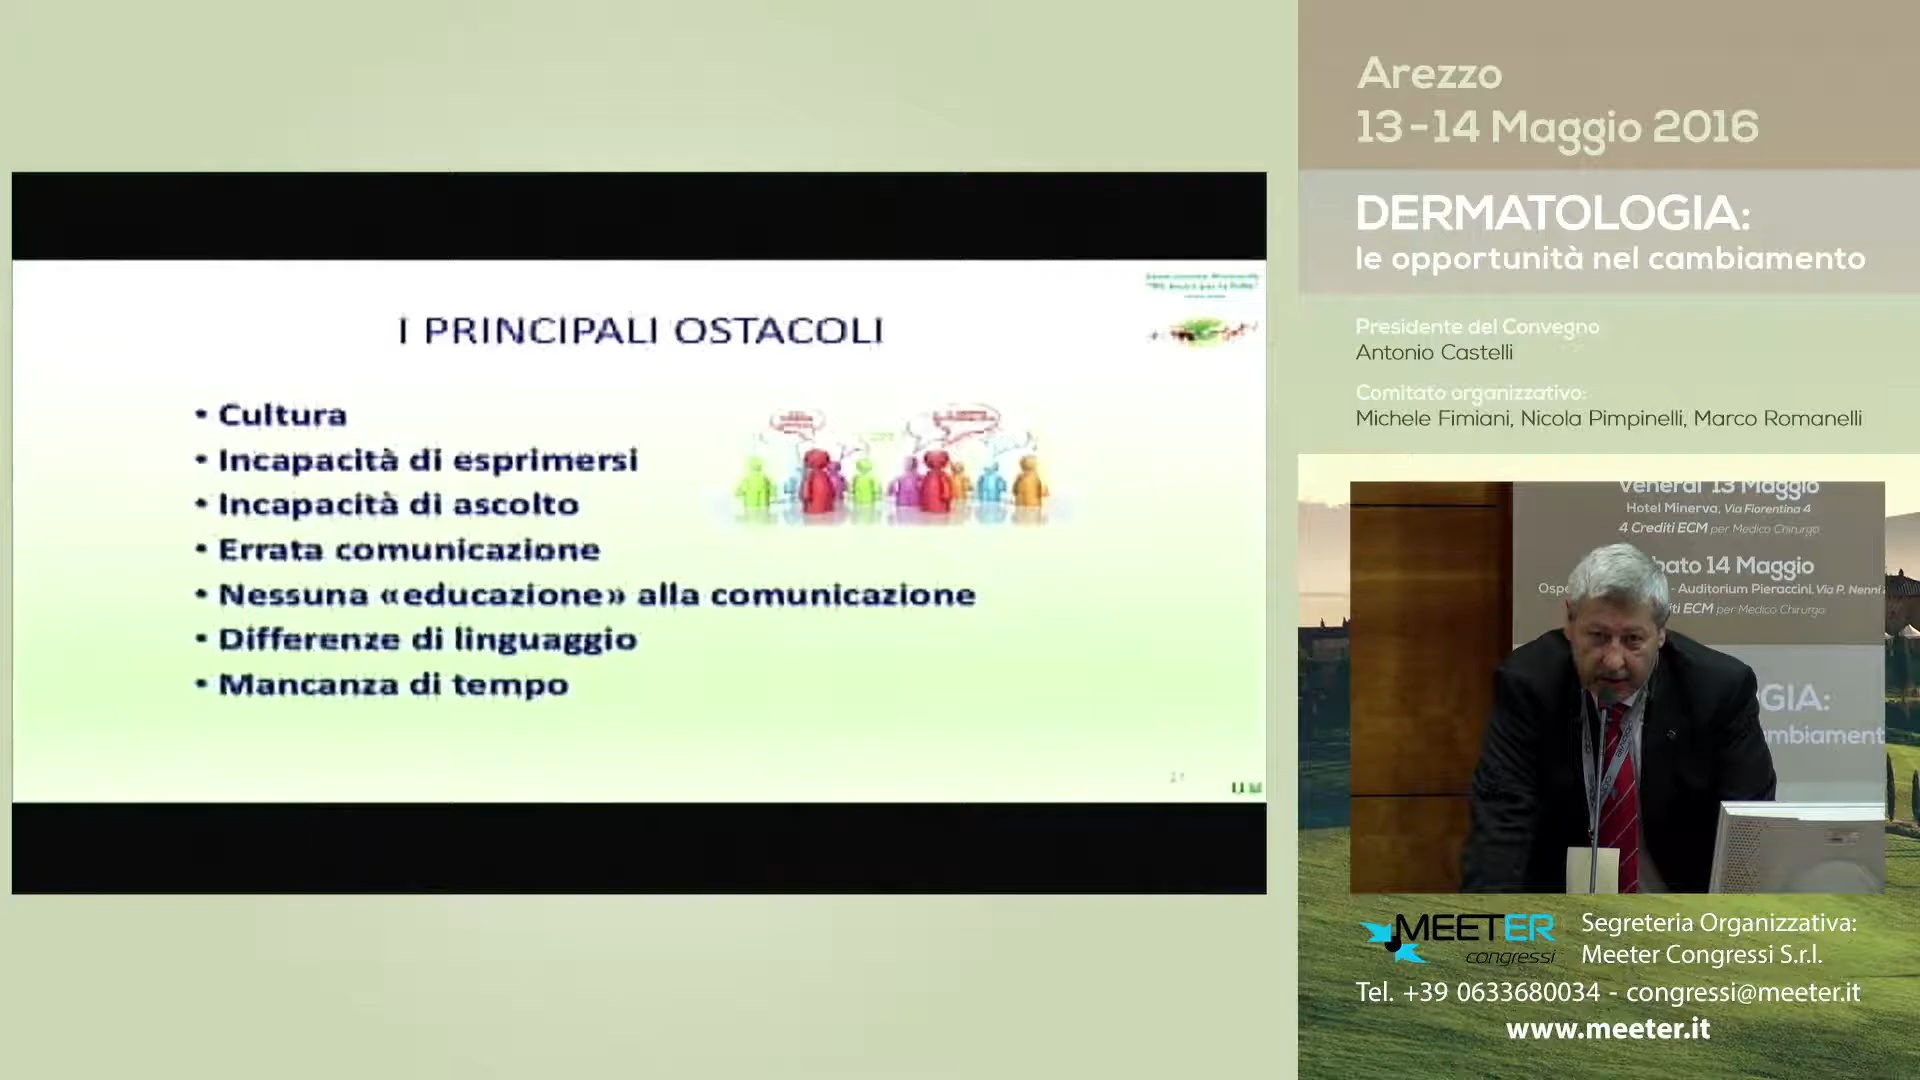 I PRINCIPALI OSTACOLI
• Cultura
• Incapacità di esprimersi
• Incapacità di ascolto
• Errata comunicazione
• Nessuna «educazione» alla comunicazione
• Differenze di linguaggio
• Mancanza di tempo
Arezzo
13-14 Maggio 2016
DERMATOLOGIA:
le opportunità nel cambiamento
Presidente del Convegno
Antonio Castelli
Comitato organizzativo:
Michele Fimiani, Nicola Pimpinelli, Marco Romanelli
Venerdì 13 Maggio
Hotel Minerva, Via Fiorentina 4
4 Crediti ECM per Medico Chirurgo
bato 14 Maggio
Ospe - Auditorium Pieraccini, Via P. Nenni
iti ECM per Medico Chirurgo
GIA:
mbiament
MEETER
congressi
Segreteria Organizzativa:
Meeter Congressi S.r.l.
Tel. +39 0633680034 - congressi@meeter.it
www.meeter.it